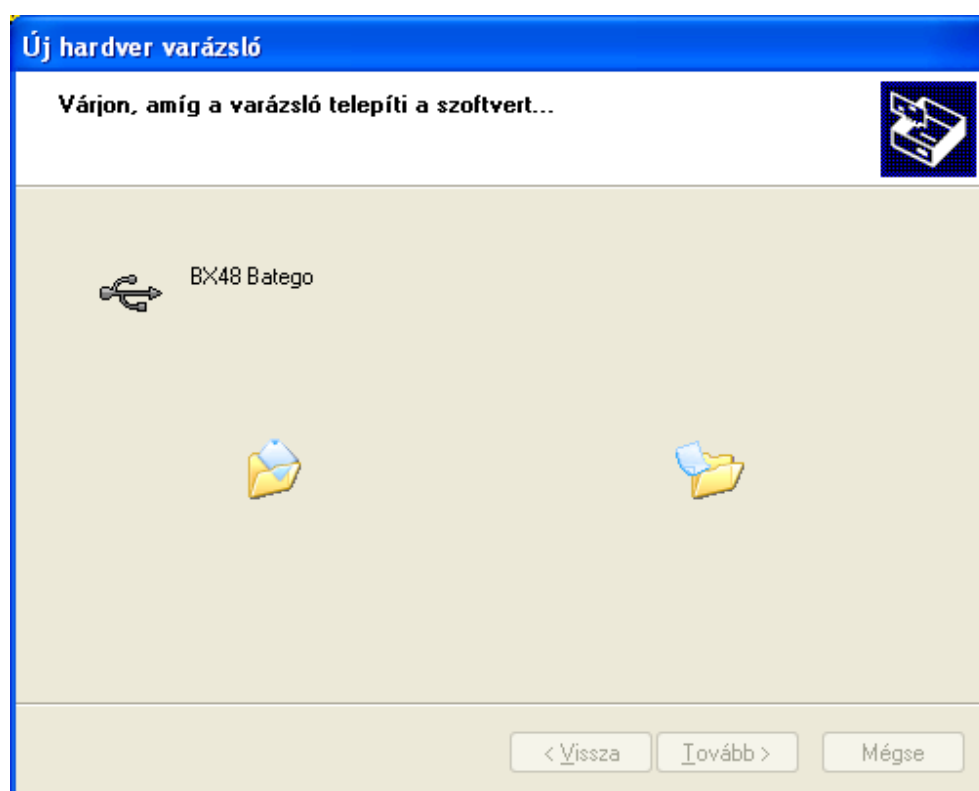 Új hardver varázsló
Várjon, amíg a varázsló telepíti a szoftvert...
BX48 Batego
< Vissza Tovább > Mégse